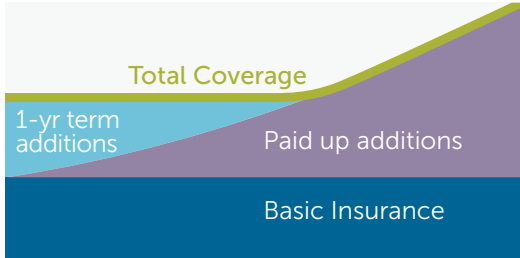 Total Coverage
1-yr term
additions
Paid up additions
Basic Insurance